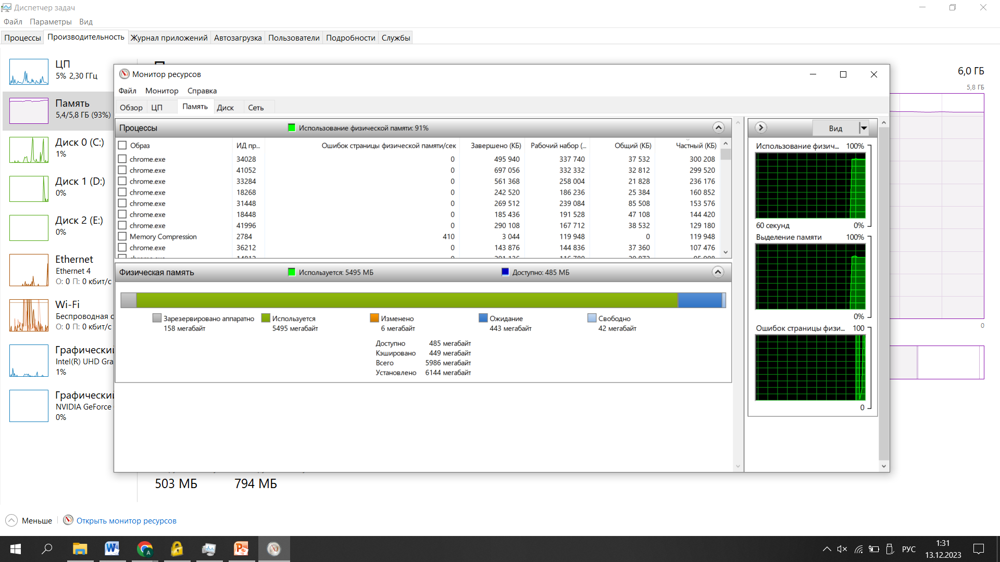 Диспетчер задач
Файл Параметры Вид
Процессы Производительность Журнал приложений Автозагрузка Пользователи Подробности Службы
ЦП
5% 2,30 ГГц
Память
5,4/5,8 ГБ (93%)
Диск 0 (C:)
1%
Диск 1 (D:)
0%
Диск 2 (E:)
0%
Ethernet
Ethernet 4
О: 0 П: 0 кбит/с
Wi-Fi
Беспроводная с
О: 0 П: 0 кбит/с
Графический
Intel(R) UHD Gra
1%
Графический
NVIDIA GeForce
0%
6,0 ГБ
5,8 ГБ
0
Монитор ресурсов
Файл Монитор Справка
Обзор ЦП Память Диск Сеть
Процессы Использование физической памяти: 91%
Образ ИД пр... Ошибок страницы физической памяти/сек Завершено (КБ) Рабочий набор (... Общий (КБ) Частный (КБ)
chrome.exe 34028 0 495 940 337 740 37 532 300 208
chrome.exe 41052 0 697 056 332 332 32 812 299 520
chrome.exe 33284 0 561 368 258 004 21 828 236 176
chrome.exe 18268 0 242 520 186 236 25 384 160 852
chrome.exe 31448 0 269 512 239 084 85 508 153 576
chrome.exe 18448 0 185 436 191 528 47 108 144 420
chrome.exe 41996 0 290 108 167 712 38 532 129 180
Memory Compression 2784 410 3 044 119 948 0 119 948
chrome.exe 36212 0 143 876 144 836 37 360 107 476
Физическая память Используется: 5495 МБ Доступно: 485 МБ
Зарезервировано аппаратно Используется Изменено Ожидание Свободно
158 мегабайт 5495 мегабайт 6 мегабайт 443 мегабайт 42 мегабайт
Доступно 485 мегабайт
Кэшировано 449 мегабайт
Всего 5986 мегабайт
Установлено 6144 мегабайт
Вид
Использование физич... 100%
60 секунд 0%
Выделение памяти 100%
0%
Ошибок страницы физи... 100
0
503 МБ 794 МБ
Меньше Открыть монитор ресурсов
РУС
1:31
13.12.2023